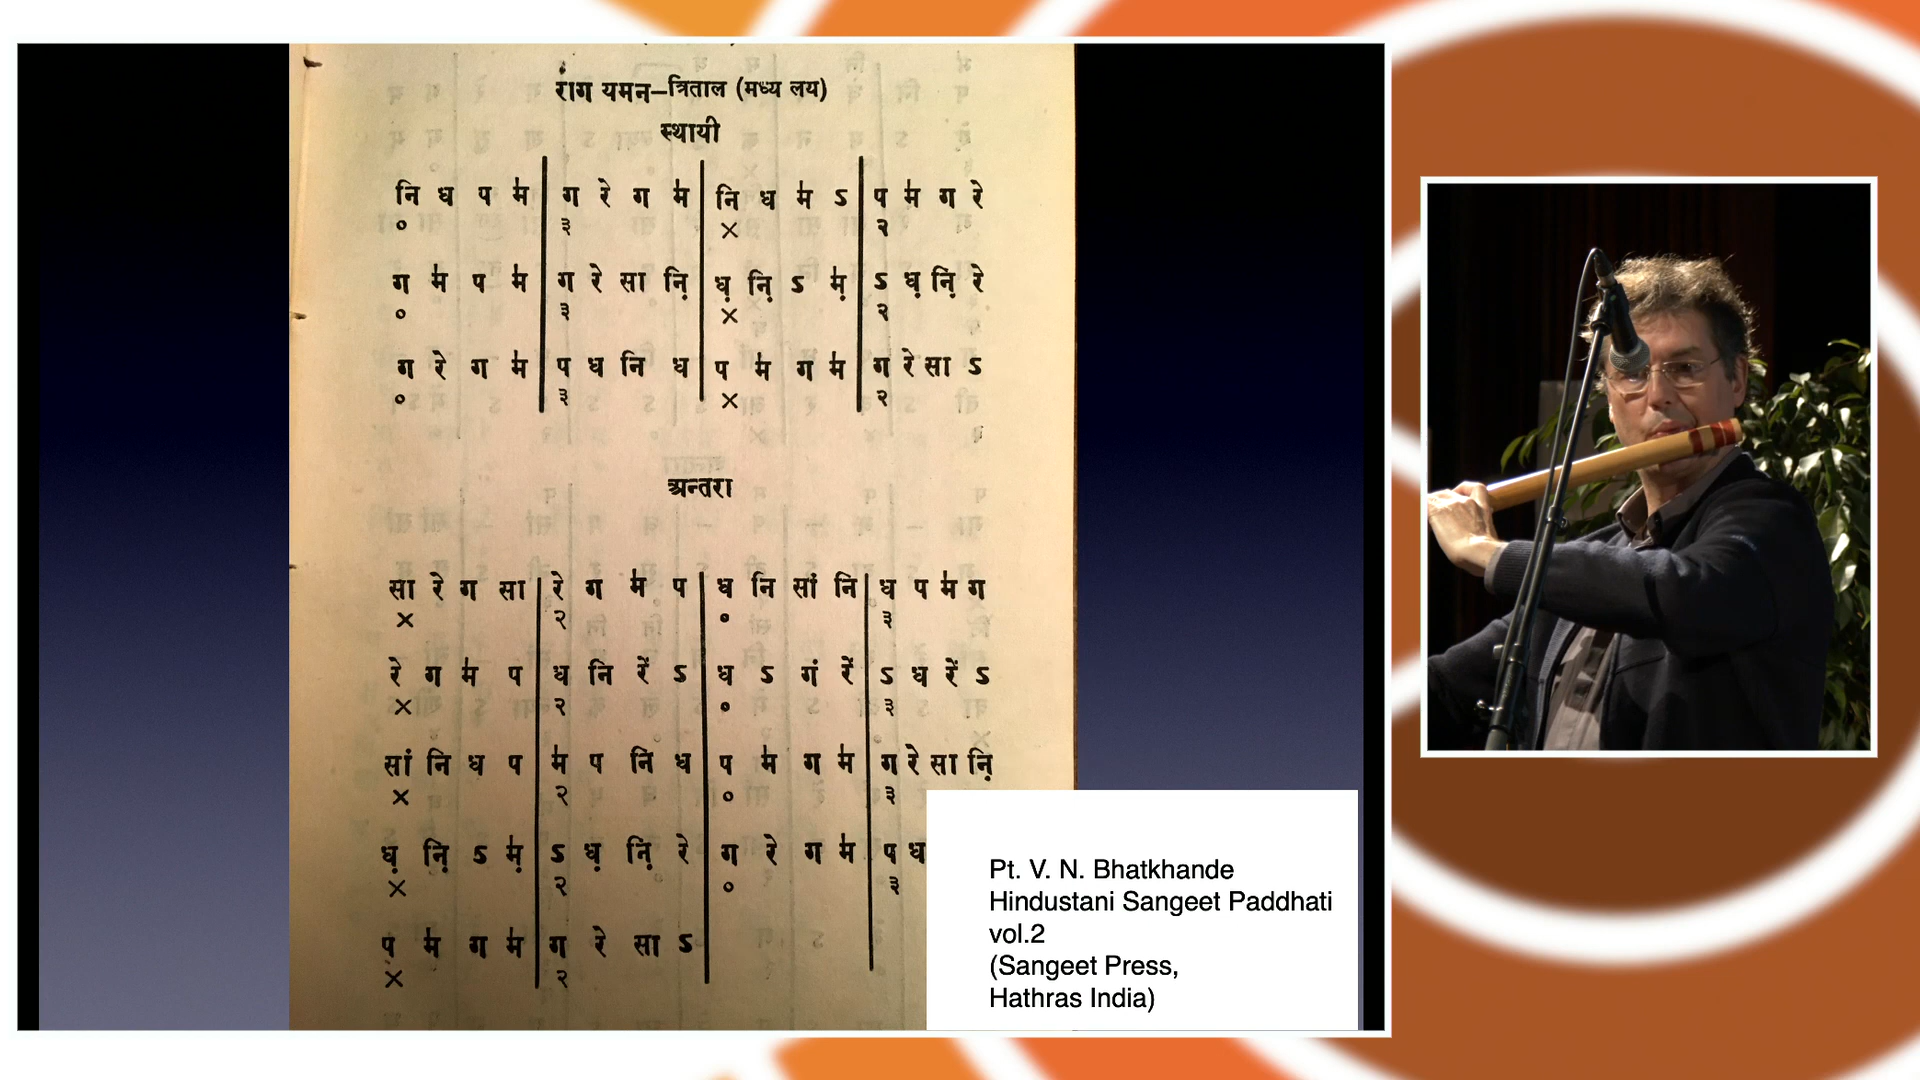 राग यमन–त्रिताल (मध्य लय)
स्थायी
नि ध प म॑ | ग रे ग म॑ | नि ध म॑ ऽ | प म॑ ग रे
० ३ × २
ग म॑ प म॑ | ग रे सा नि़ | ध़ नि़ ऽ म़॑ | ऽ ध़ नि़ रे
० ३ × २
ग रे ग म॑ | प ध नि ध | प म॑ ग म॑ | ग रे सा ऽ
० ३ × २
अन्तरा
सा रे ग सा | रे ग म॑ प | ध नि सां नि | ध प म॑ ग
× २ ० ३
रे ग म॑ प | ध नि रें ऽ | ध ऽ गं रें | ऽ ध रें ऽ
× २ ० ३
सां नि ध प | म॑ प नि ध | प म॑ ग म॑ | ग रे सा नि़
× २ ० ३
ध़ नि़ ऽ म़॑ | ऽ ध़ नि़ रे | ग रे ग म॑ | प ध
× २ ० ३
प म॑ ग म॑ | ग रे सा ऽ |
× २
Pt. V. N. Bhatkhande
Hindustani Sangeet Paddhati
vol.2
(Sangeet Press,
Hathras India)